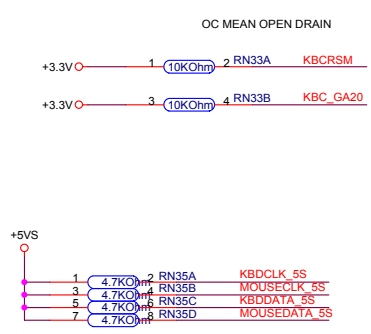 OC MEAN OPEN DRAIN
+3.3V 1 10KOhm 2 RN33A KBCRSM
+3.3V 3 10KOhm 4 RN33B KBC_GA20
+5VS
1 4.7KOhm 2 RN35A KBDCLK_5S
3 4.7KOhm 4 RN35B MOUSECLK_5S
5 4.7KOhm 6 RN35C KBDDATA_5S
7 4.7KOhm 8 RN35D MOUSEDATA_5S